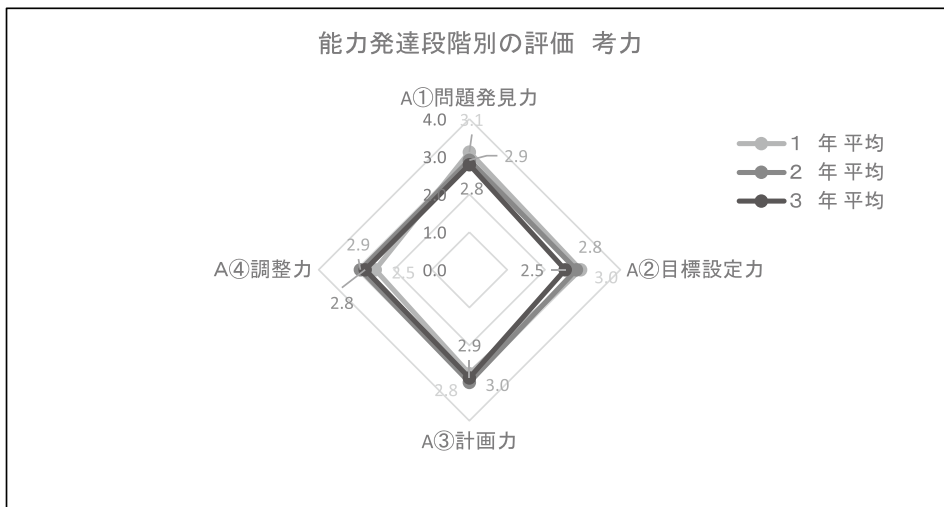 能力発達段階別の評価 考力
A①問題発見力
4.0
3.1
3.0
2.9
2.8
2.0
1.0
0.0
1 年 平均
2 年 平均
3 年 平均
2.9
A④調整力
2.5
2.8
2.5
2.8
A②目標設定力
3.0
2.9
2.8
3.0
A③計画力